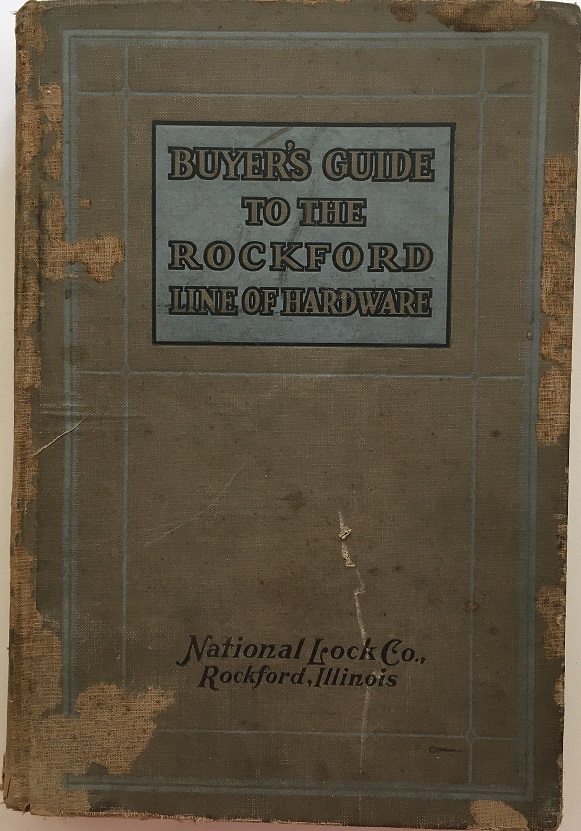 BUYER'S GUIDE
TO THE
ROCKFORD
LINE OF HARDWARE
National Lock Co.,
Rockford, Illinois